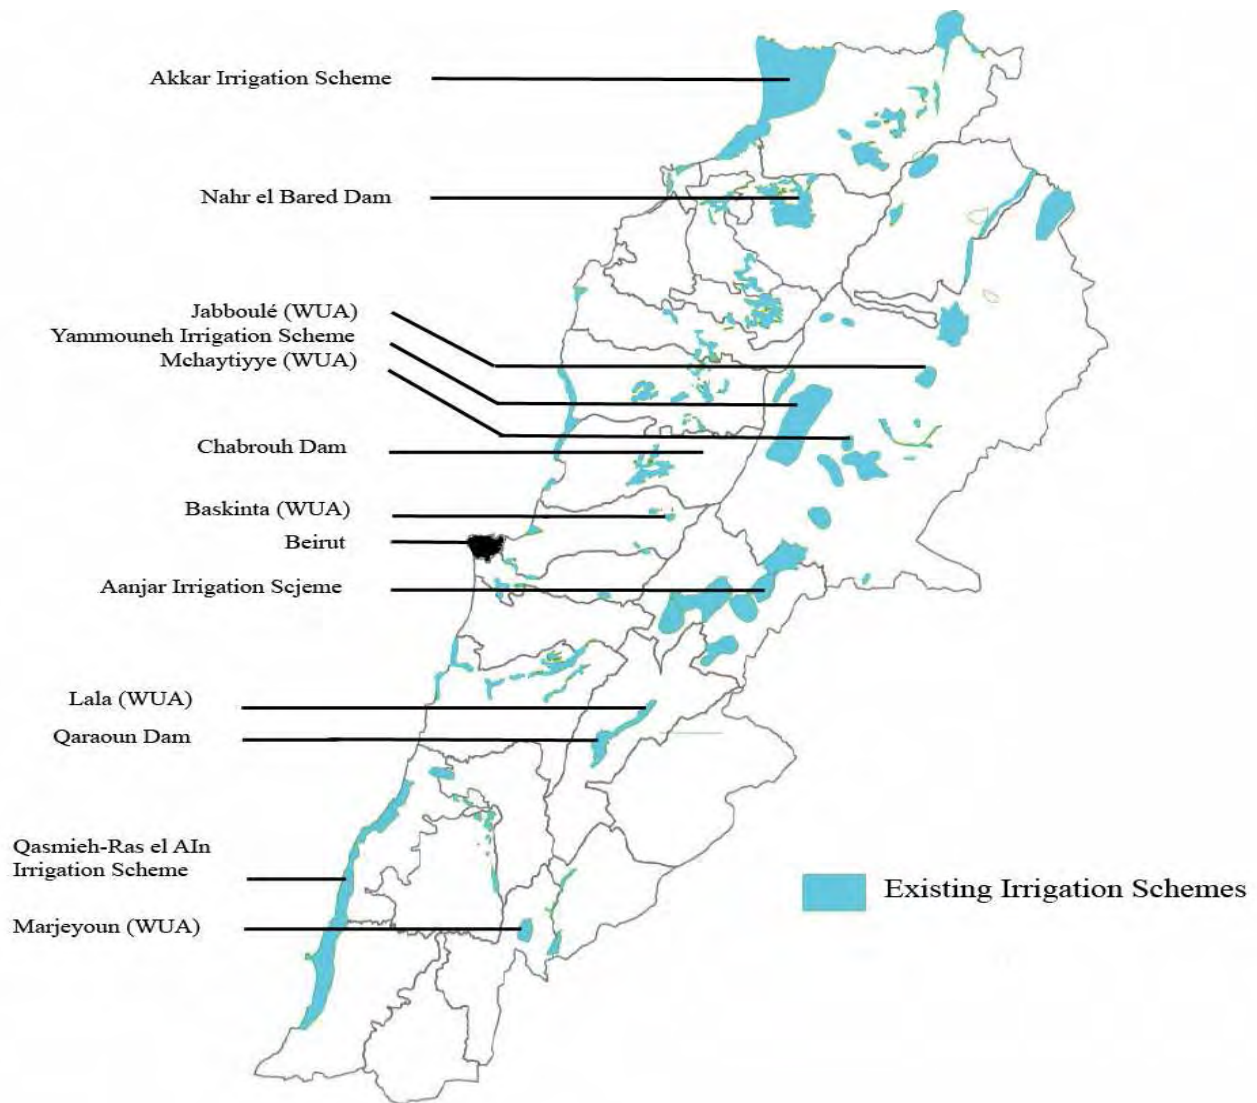 Akkar Irrigation Scheme
Nahr el Bared Dam
Jabboulé (WUA)
Yammouneh Irrigation Scheme
Mchaytiyye (WUA)
Chabrouh Dam
Baskinta (WUA)
Beirut
Aanjar Irrigation Scjeme
Lala (WUA)
Qaraoun Dam
Qasmieh-Ras el AIn
Irrigation Scheme
Marjeyoun (WUA)
Existing Irrigation Schemes